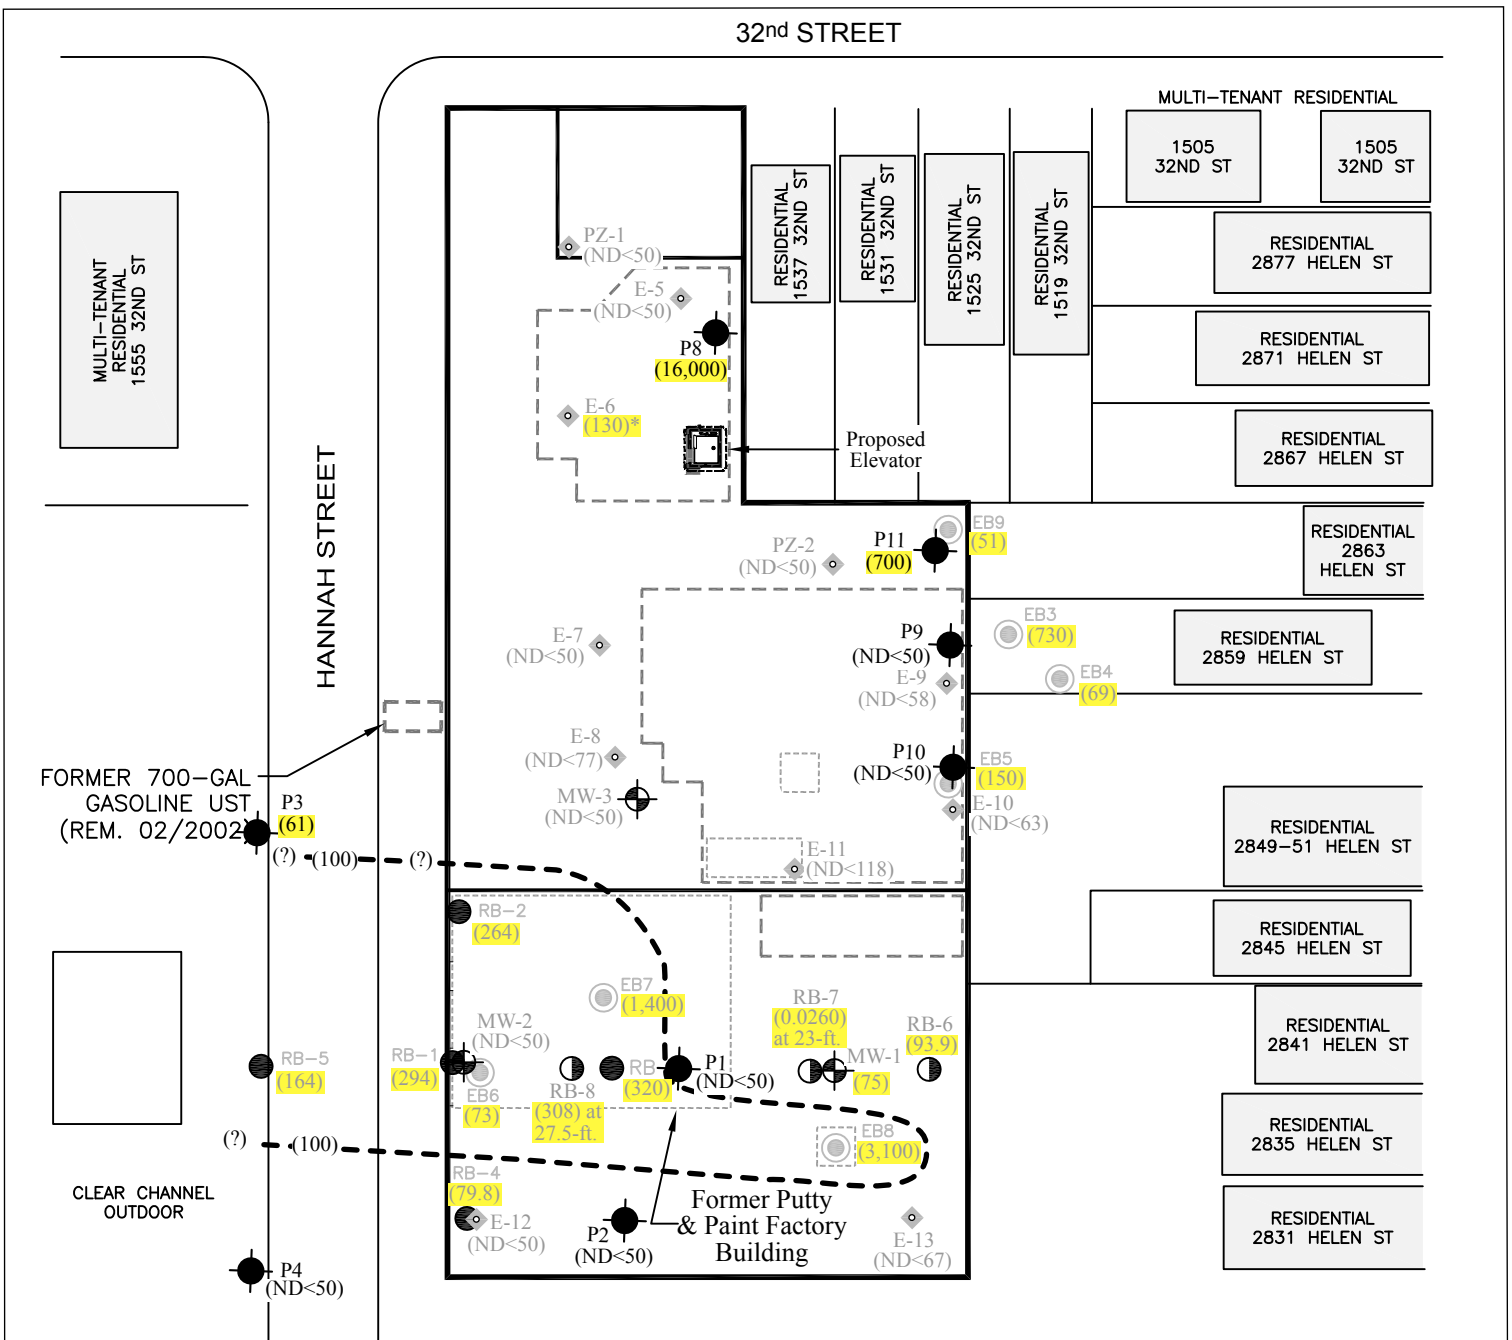 32nd STREET
MULTI-TENANT RESIDENTIAL
1505
32ND ST
1505
32ND ST
MULTI-TENANT
RESIDENTIAL
1555 32ND ST
RESIDENTIAL
1537 32ND ST
RESIDENTIAL
1531 32ND ST
RESIDENTIAL
1525 32ND ST
RESIDENTIAL
1519 32ND ST
RESIDENTIAL
2877 HELEN ST
PZ-1
(ND<50)
E-5
(ND<50)
P8
(16,000)
RESIDENTIAL
2871 HELEN ST
E-6
(130)*
Proposed
Elevator
RESIDENTIAL
2867 HELEN ST
HANNAH STREET
PZ-2
(ND<50)
P11
(700)
EB9
(51)
RESIDENTIAL
2863
HELEN ST
E-7
(ND<50)
P9
(ND<50)
EB3
(730)
RESIDENTIAL
2859 HELEN ST
E-9
(ND<58)
EB4
(69)
E-8
(ND<77)
MW-3
(ND<50)
P10
(ND<50)
EB5
(150)
E-10
(ND<63)
FORMER 700-GAL
GASOLINE UST
(REM. 02/2002)
P3
(61)
(?)
(100)
(?)
E-11
(ND<118)
RESIDENTIAL
2849-51 HELEN ST
RB-2
(264)
RESIDENTIAL
2845 HELEN ST
EB7
(1,400)
MW-2
(ND<50)
RB-7
(0.0260)
at 23-ft.
RB-6
(93.9)
RESIDENTIAL
2841 HELEN ST
RB-5
(164)
RB-1
(294)
EB6
(73)
RB-8
(308) at
27.5-ft.
RB-
(320)
P1
(ND<50)
MW-1
(75)
RESIDENTIAL
2835 HELEN ST
(?)
(100)
EB8
(3,100)
CLEAR CHANNEL
OUTDOOR
RB-4
(79.8)
E-12
(ND<50)
P2
(ND<50)
Former Putty
& Paint Factory
Building
E-13
(ND<67)
RESIDENTIAL
2831 HELEN ST
P4
(ND<50)